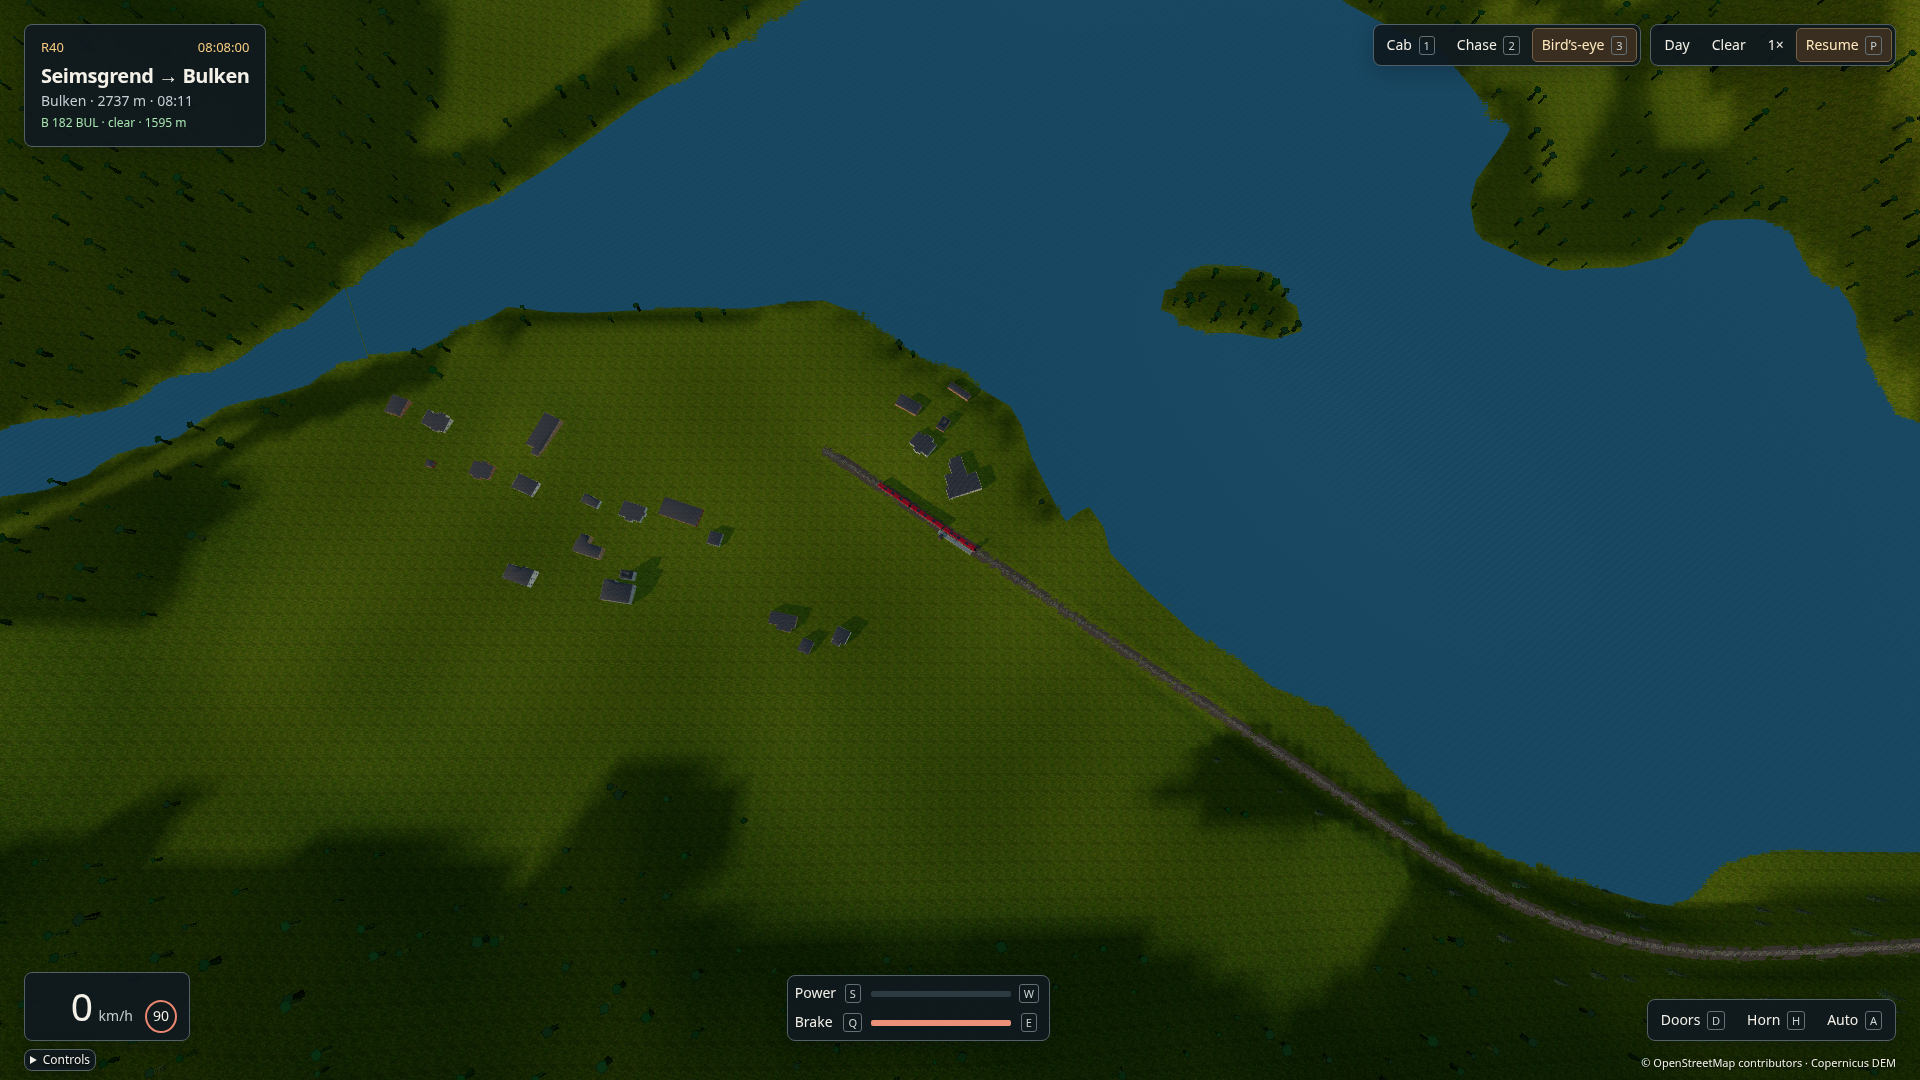 R40 08:08:00
Seimsgrend → Bulken
Bulken · 2737 m · 08:11
B 182 BUL · clear · 1595 m
Cab 1 Chase 2 Bird's-eye 3
Day Clear 1× Resume P
0 km/h 90
▶ Controls
Power S W
Brake Q E
Doors D Horn H Auto A
© OpenStreetMap contributors · Copernicus DEM